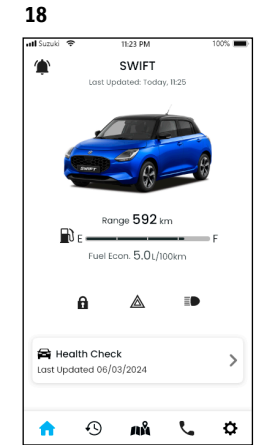 18
Suzuki 11:23 PM 100%
SWIFT
Last Updated: Today, 11:25
SWIFT
Range 592 km
E F
Fuel Econ. 5.0L/100km
Health Check
Last Updated 06/03/2024